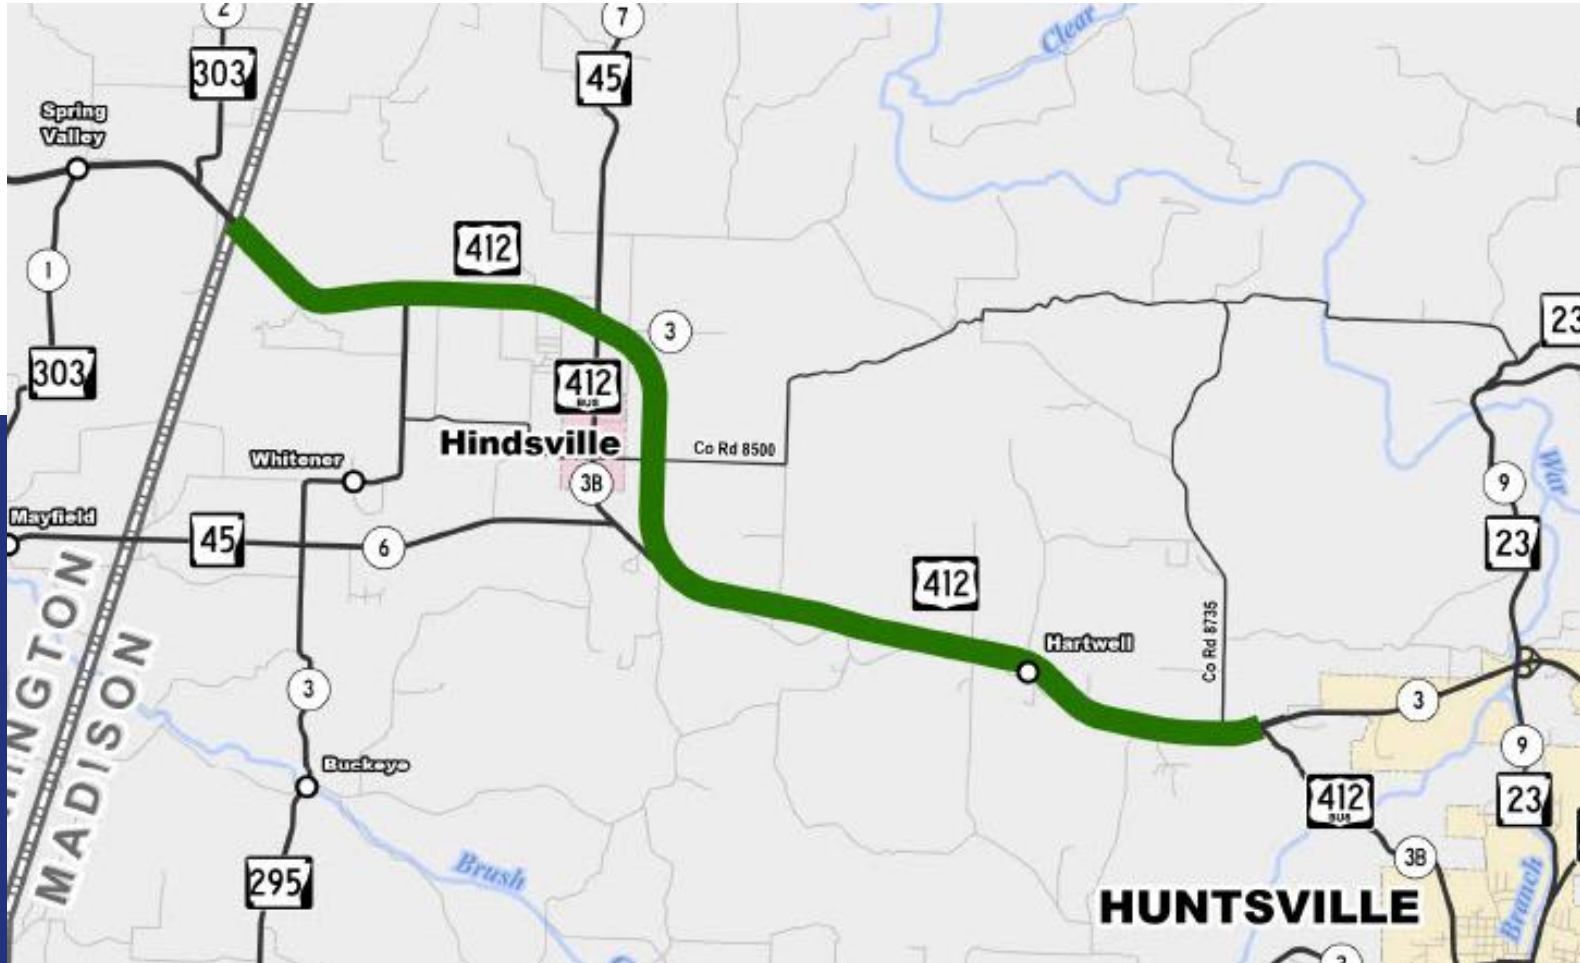 2
7
Clear
303
45
Spring
Valley
412
1
3
23
303
412
BUS
Hindsville
Co Rd 8500
Whitener
3B
9
War
Mayfield
45
6
23
412
Hartwell
Co Rd 8735
INGTON
MADISON
3
3
9
Buckeye
412
BUS
23
3B
Brush
295
HUNTSVILLE
Branch